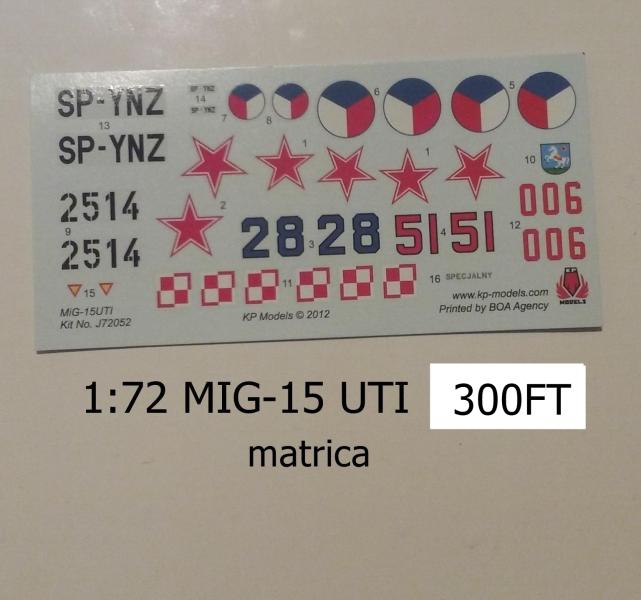 SP-YNZ
SP-YNZ
14
SP-YNZ
7
8
6
5
13
SP-YNZ
1
1
10
2514
2
9
2514
28
3
28
51
4
51
12
006
006
15
11
16 SPECJALNY
MiG-15UTI
Kit No. J72052
KP Models © 2012
www.kp-models.com
Printed by BOA Agency
KP
MODELS
1:72 MIG-15 UTI 300FT
matrica